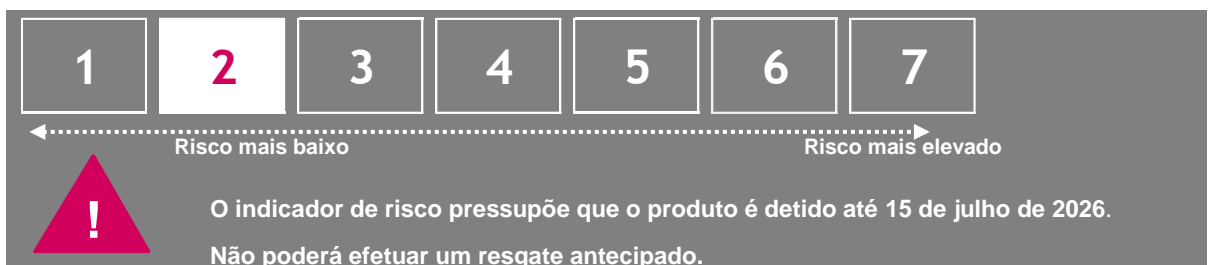 1 2 3 4 5 6 7
Risco mais baixo Risco mais elevado
!
O indicador de risco pressupõe que o produto é detido até 15 de julho de 2026.
Não poderá efetuar um resgate antecipado.